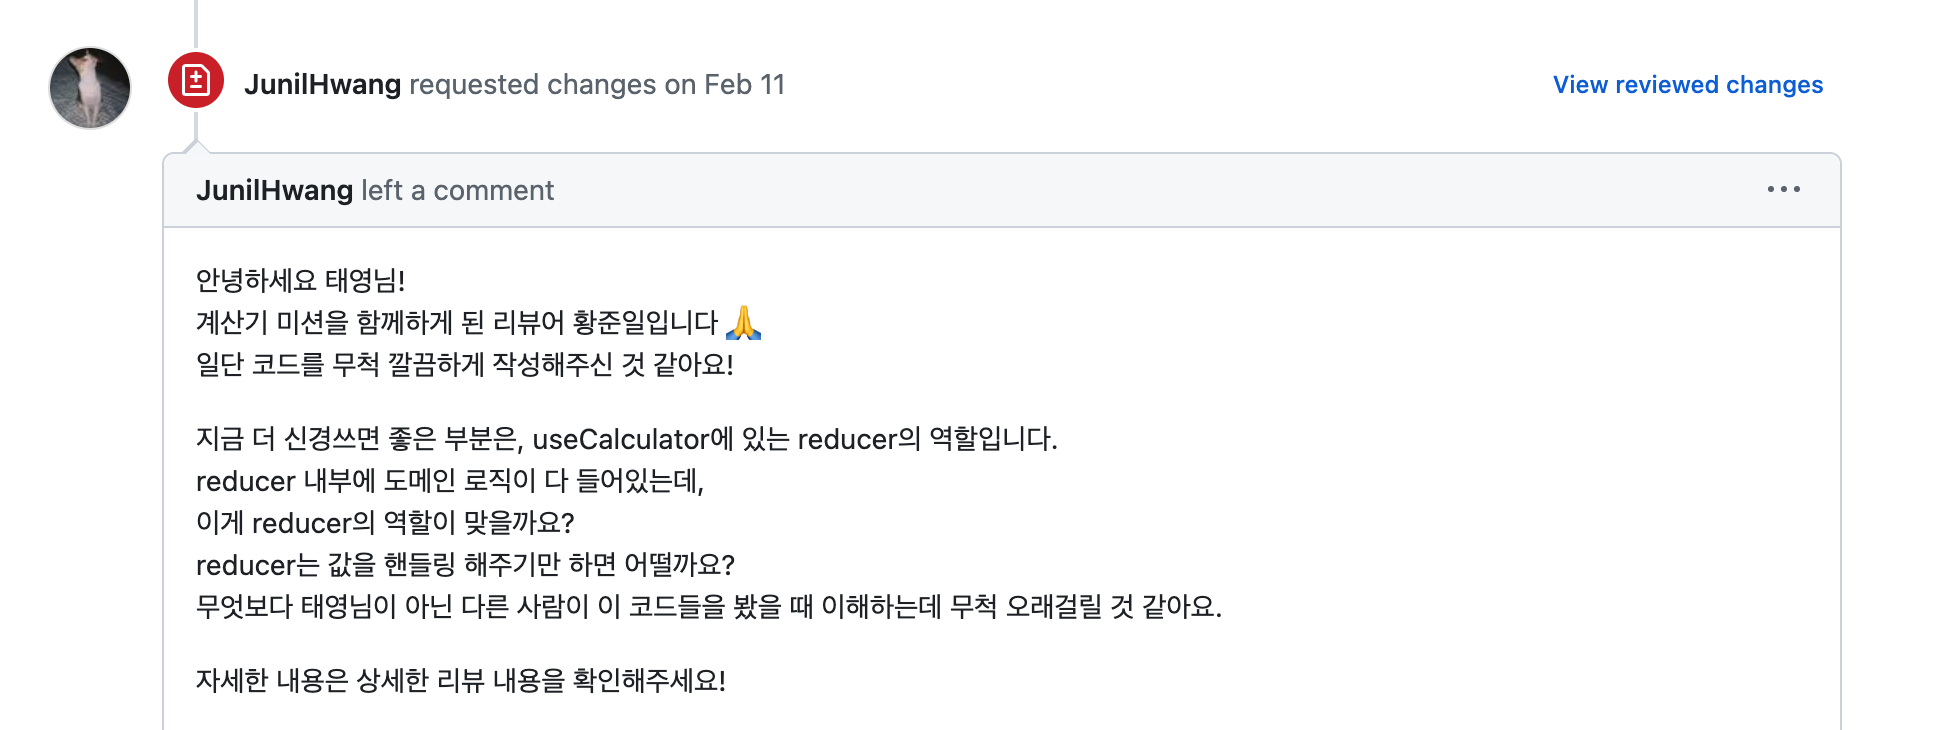 JunilHwang requested changes on Feb 11
View reviewed changes
JunilHwang left a comment
안녕하세요 태영님!
계산기 미션을 함께하게 된 리뷰어 황준일입니다 🙏
일단 코드를 무척 깔끔하게 작성해주신 것 같아요!
지금 더 신경쓰면 좋은 부분은, useCalculator에 있는 reducer의 역할입니다.
reducer 내부에 도메인 로직이 다 들어있는데,
이게 reducer의 역할이 맞을까요?
reducer는 값을 핸들링 해주기만 하면 어떨까요?
무엇보다 태영님이 아닌 다른 사람이 이 코드들을 봤을 때 이해하는데 무척 오래걸릴 것 같아요.
자세한 내용은 상세한 리뷰 내용을 확인해주세요!